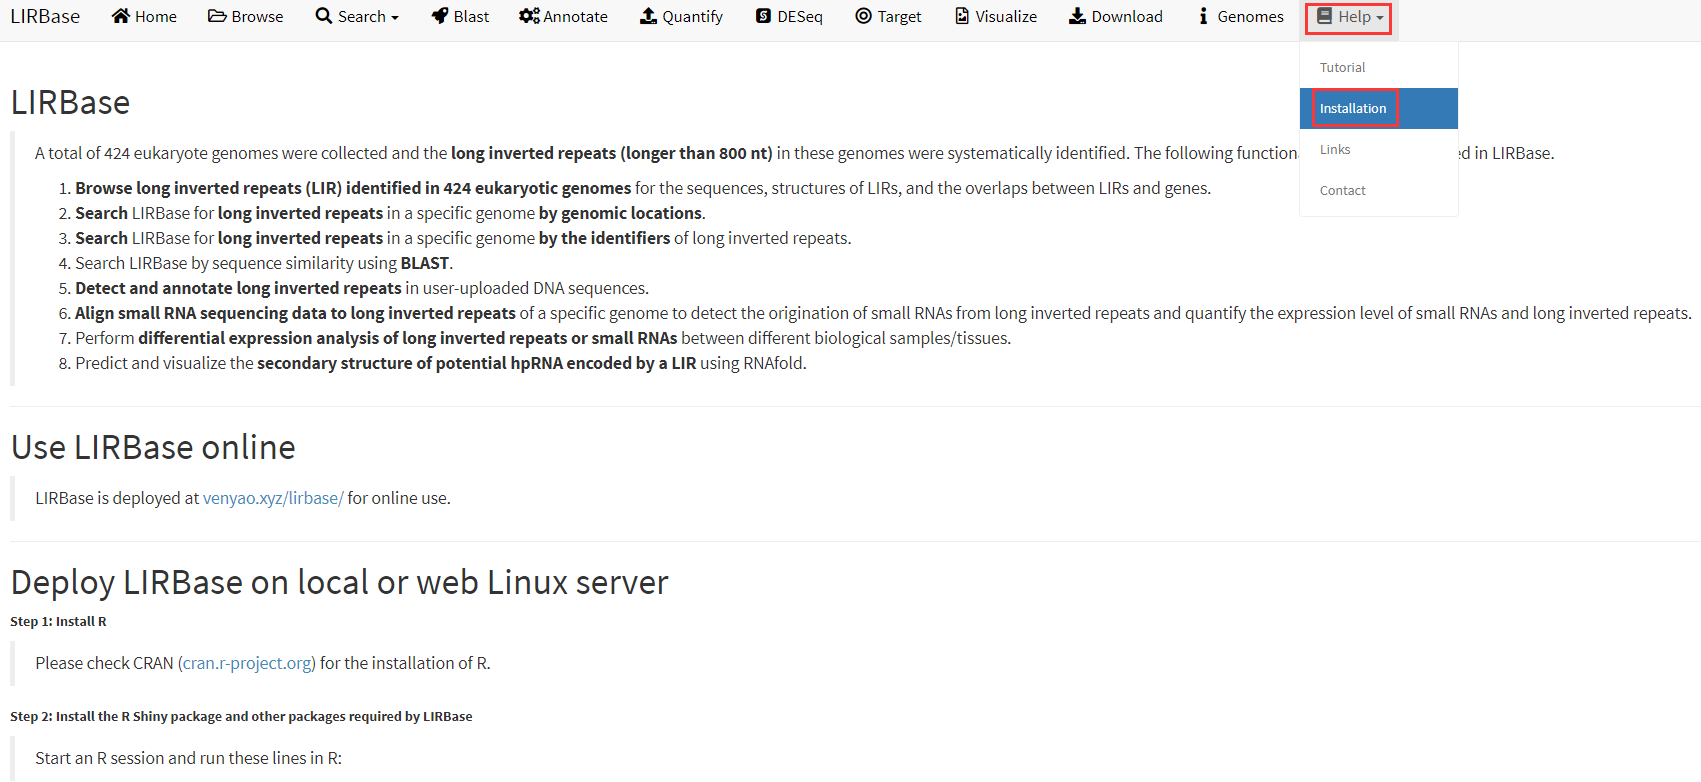 LIRBase Home Browse Search Blast Annotate Quantify DESeq Target Visualize Download Genomes Help
Tutorial
Installation
Links
Contact
LIRBase
A total of 424 eukaryote genomes were collected and the long inverted repeats (longer than 800 nt) in these genomes were systematically identified. The following function ed in LIRBase.
1. Browse long inverted repeats (LIR) identified in 424 eukaryotic genomes for the sequences, structures of LIRs, and the overlaps between LIRs and genes.
2. Search LIRBase for long inverted repeats in a specific genome by genomic locations.
3. Search LIRBase for long inverted repeats in a specific genome by the identifiers of long inverted repeats.
4. Search LIRBase by sequence similarity using BLAST.
5. Detect and annotate long inverted repeats in user-uploaded DNA sequences.
6. Align small RNA sequencing data to long inverted repeats of a specific genome to detect the origination of small RNAs from long inverted repeats and quantify the expression level of small RNAs and long inverted repeats.
7. Perform differential expression analysis of long inverted repeats or small RNAs between different biological samples/tissues.
8. Predict and visualize the secondary structure of potential hpRNA encoded by a LIR using RNAfold.
Use LIRBase online
LIRBase is deployed at venyao.xyz/lirbase/ for online use.
Deploy LIRBase on local or web Linux server
Step 1: Install R
Please check CRAN (cran.r-project.org) for the installation of R.
Step 2: Install the R Shiny package and other packages required by LIRBase
Start an R session and run these lines in R: